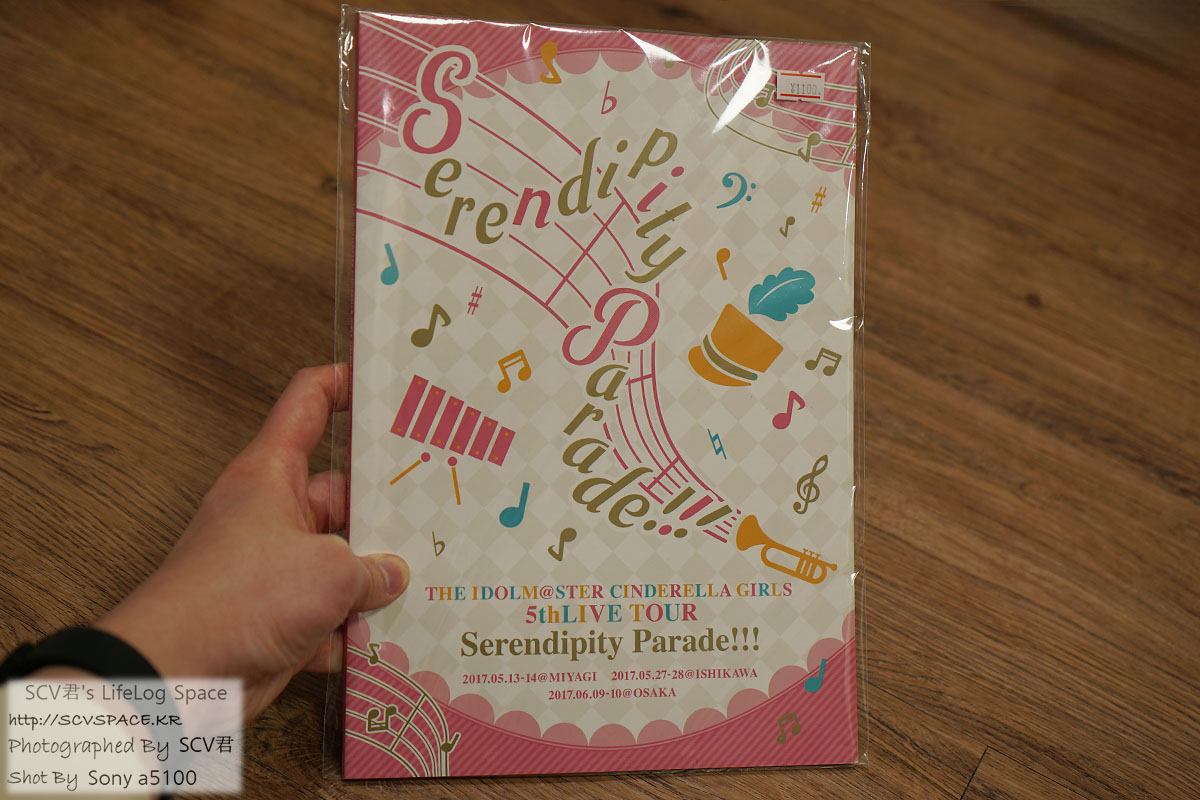 ¥1100
Serendipity
Parade!!!
THE IDOLM@STER CINDERELLA GIRLS
5thLIVE TOUR
Serendipity Parade!!!
2017.05.13-14@MIYAGI 2017.05.27-28@ISHIKAWA
2017.06.09-10@OSAKA
SCV君's LifeLog Space
http://SCVSPACE.KR
Photographed By SCV君
Shot By Sony a5100